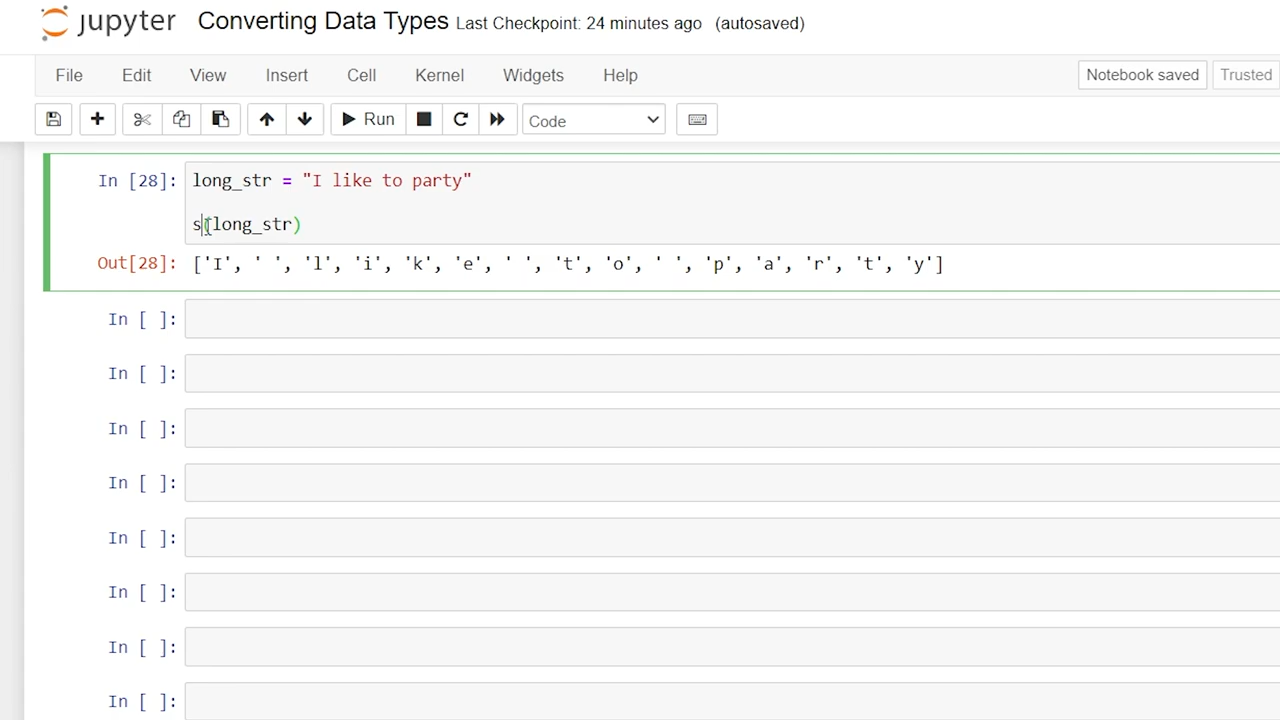 jupyter Converting Data Types Last Checkpoint: 24 minutes ago (autosaved)
File Edit View Insert Cell Kernel Widgets Help Notebook saved Trusted
Run Code
In [28]: long_str = "I like to party"
s(long_str)
Out[28]: ['I', ' ', 'l', 'i', 'k', 'e', ' ', 't', 'o', ' ', 'p', 'a', 'r', 't', 'y']
In [ ]:
In [ ]:
In [ ]:
In [ ]:
In [ ]:
In [ ]:
In [ ]:
In [ ]: